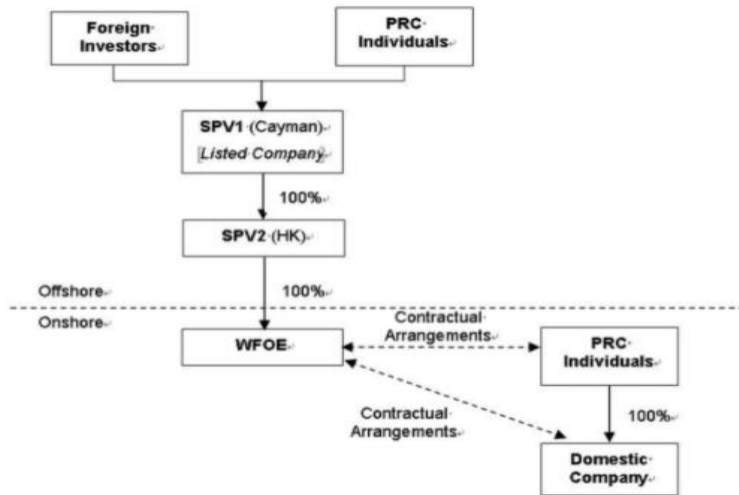 Foreign
Investors
PRC
Individuals
SPV1 (Cayman)
[Listed Company]
100%
SPV2 (HK)
Offshore
100%
Onshore
Contractual
Arrangements
WFOE
PRC
Individuals
Contractual
Arrangements
100%
Domestic
Company